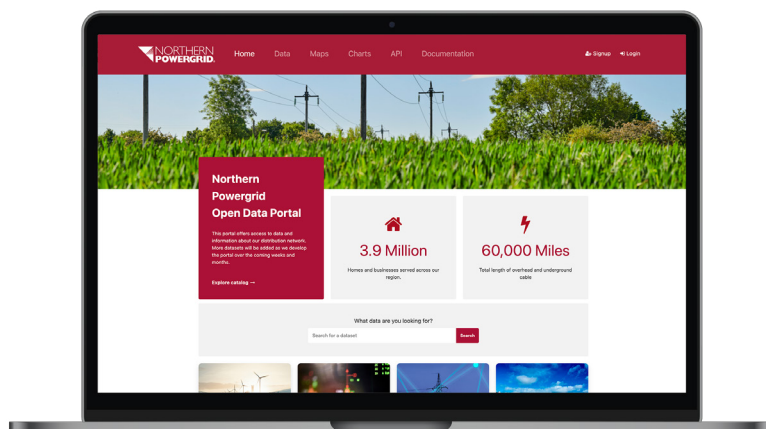 NORTHERN
POWERGRID
Home Data Maps Charts API Documentation
Signup Login
Northern
Powergrid
Open Data Portal
This portal offers access to data and
information about our distribution network.
More datasets will be added as we develop
the portal over the coming weeks and
months.
Explore catalog →
3.9 Million
Homes and businesses served across our
region.
60,000 Miles
Total length of overhead and underground
cable
What data are you looking for?
Search for a dataset
Search